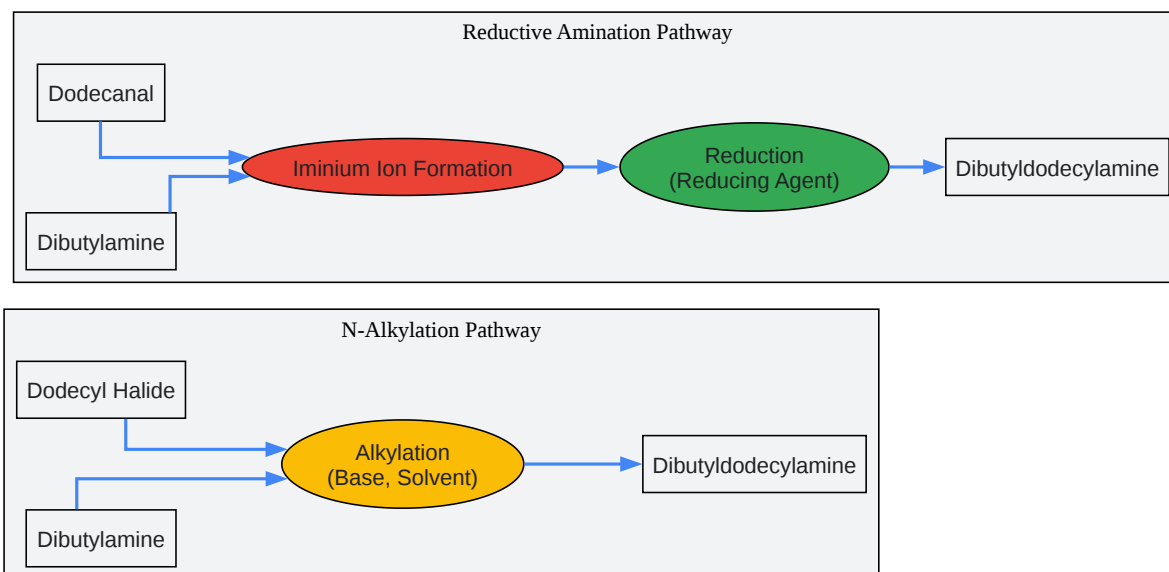 Reductive Amination Pathway
Dodecanal
Iminium Ion Formation
Reduction
(Reducing Agent)
Dibutyldodecylamine
Dibutylamine
N-Alkylation Pathway
Dodecyl Halide
Alkylation
(Base, Solvent)
Dibutyldodecylamine
Dibutylamine